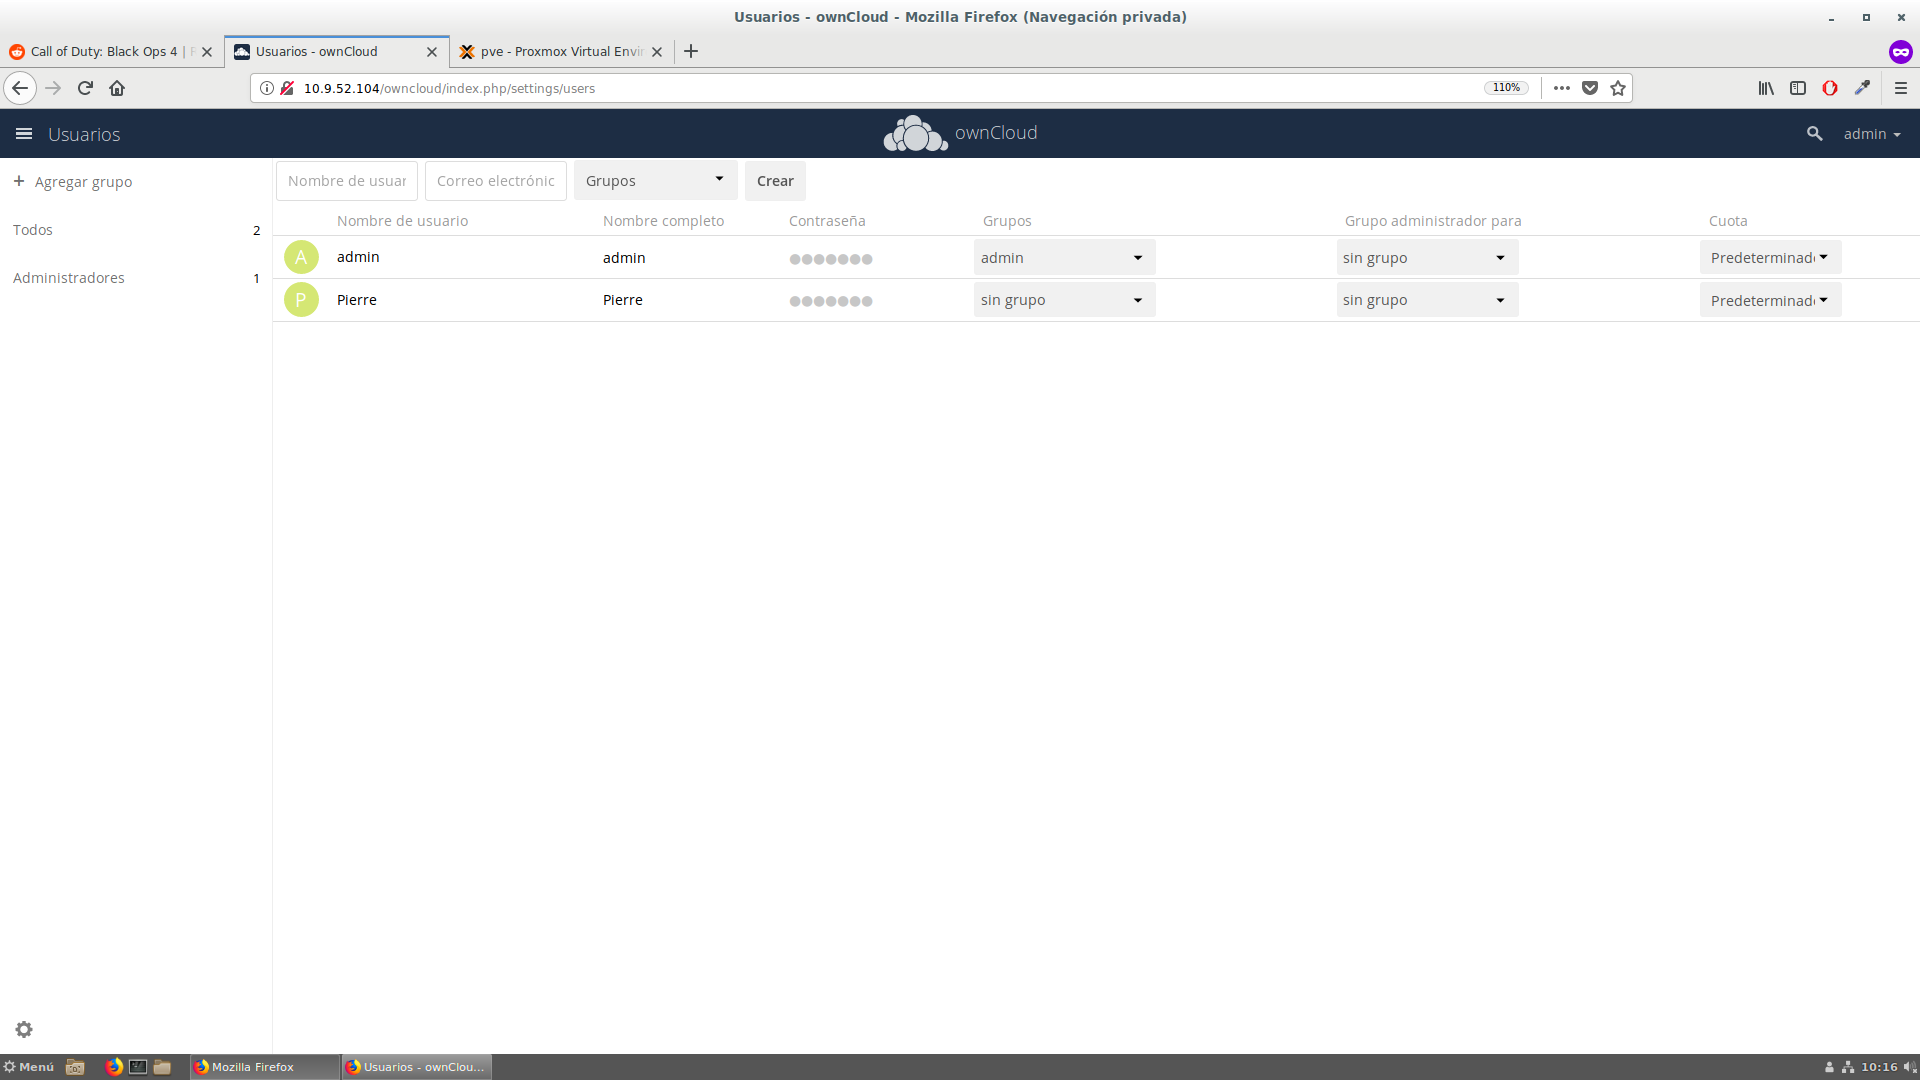 Usuarios - ownCloud - Mozilla Firefox (Navegación privada)
Call of Duty: Black Ops 4 |
Usuarios - ownCloud
pve - Proxmox Virtual Envi
10.9.52.104/owncloud/index.php/settings/users
110%
Usuarios
ownCloud
admin
+ Agregar grupo
Nombre de usuar
Correo electrónic
Grupos
Crear
Nombre de usuario
Nombre completo
Contraseña
Grupos
Grupo administrador para
Cuota
Todos 2
A
admin
admin
admin
sin grupo
Predeterminad
Administradores 1
P
Pierre
Pierre
sin grupo
sin grupo
Predeterminad
Menú
Mozilla Firefox
Usuarios - ownClou...
10:16